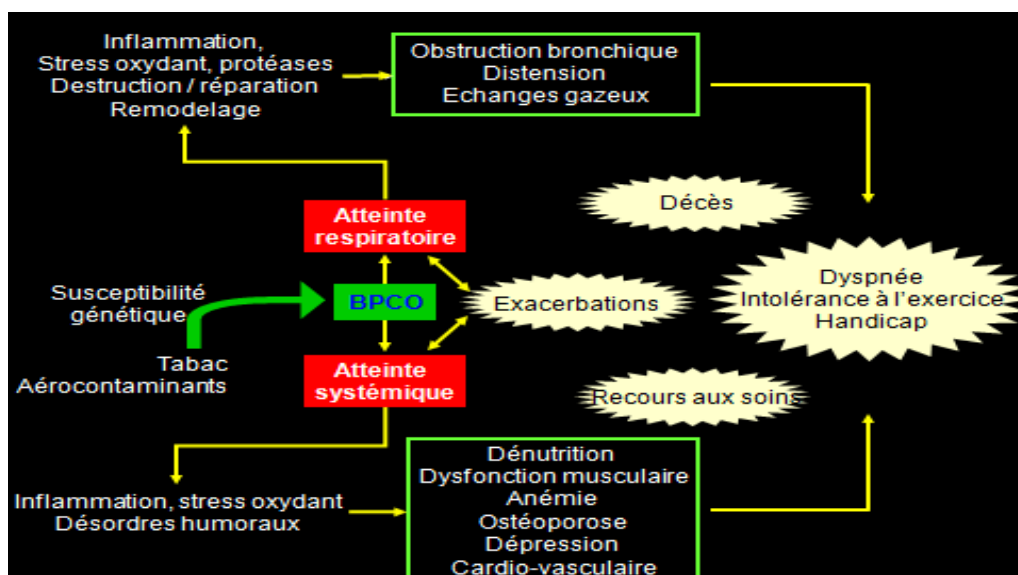 Inflammation,
Stress oxydant, protéases
Destruction / réparation
Remodelage
Obstruction bronchique
Distension
Echanges gazeux
Décès
Atteinte
respiratoire
Dyspnée
Intolérance à l'exercice
Handicap
Susceptibilité
génétique
BPCO
Exacerbations
Tabac
Aérocontaminants
Atteinte
systémique
Recours aux soins
Inflammation, stress oxydant
Désordres humoraux
Dénutrition
Dysfonction musculaire
Anémie
Ostéoporose
Dépression
Cardio-vasculaire